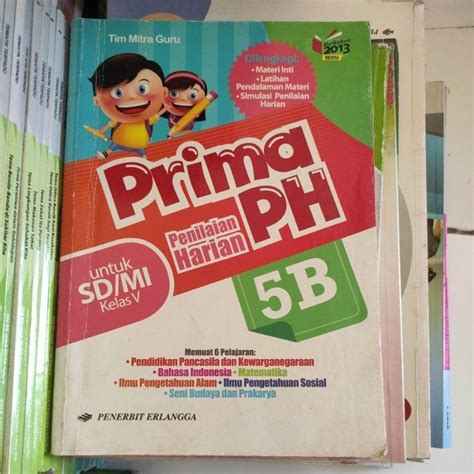 Tim Mitra Guru
Kurikulum
2013
REVISI
Dilengkapi:
• Materi Inti
• Latihan
Pendalaman Materi
• Simulasi Penilaian
Harian
Prima
Penilaian
Harian
PH
untuk
SD/MI
Kelas V
5B
Memuat 6 Pelajaran:
• Pendidikan Pancasila dan Kewarganegaraan
• Bahasa Indonesia • Matematika
• Ilmu Pengetahuan Alam • Ilmu Pengetahuan Sosial
• Seni Budaya dan Prakarya
PENERBIT ERLANGGA